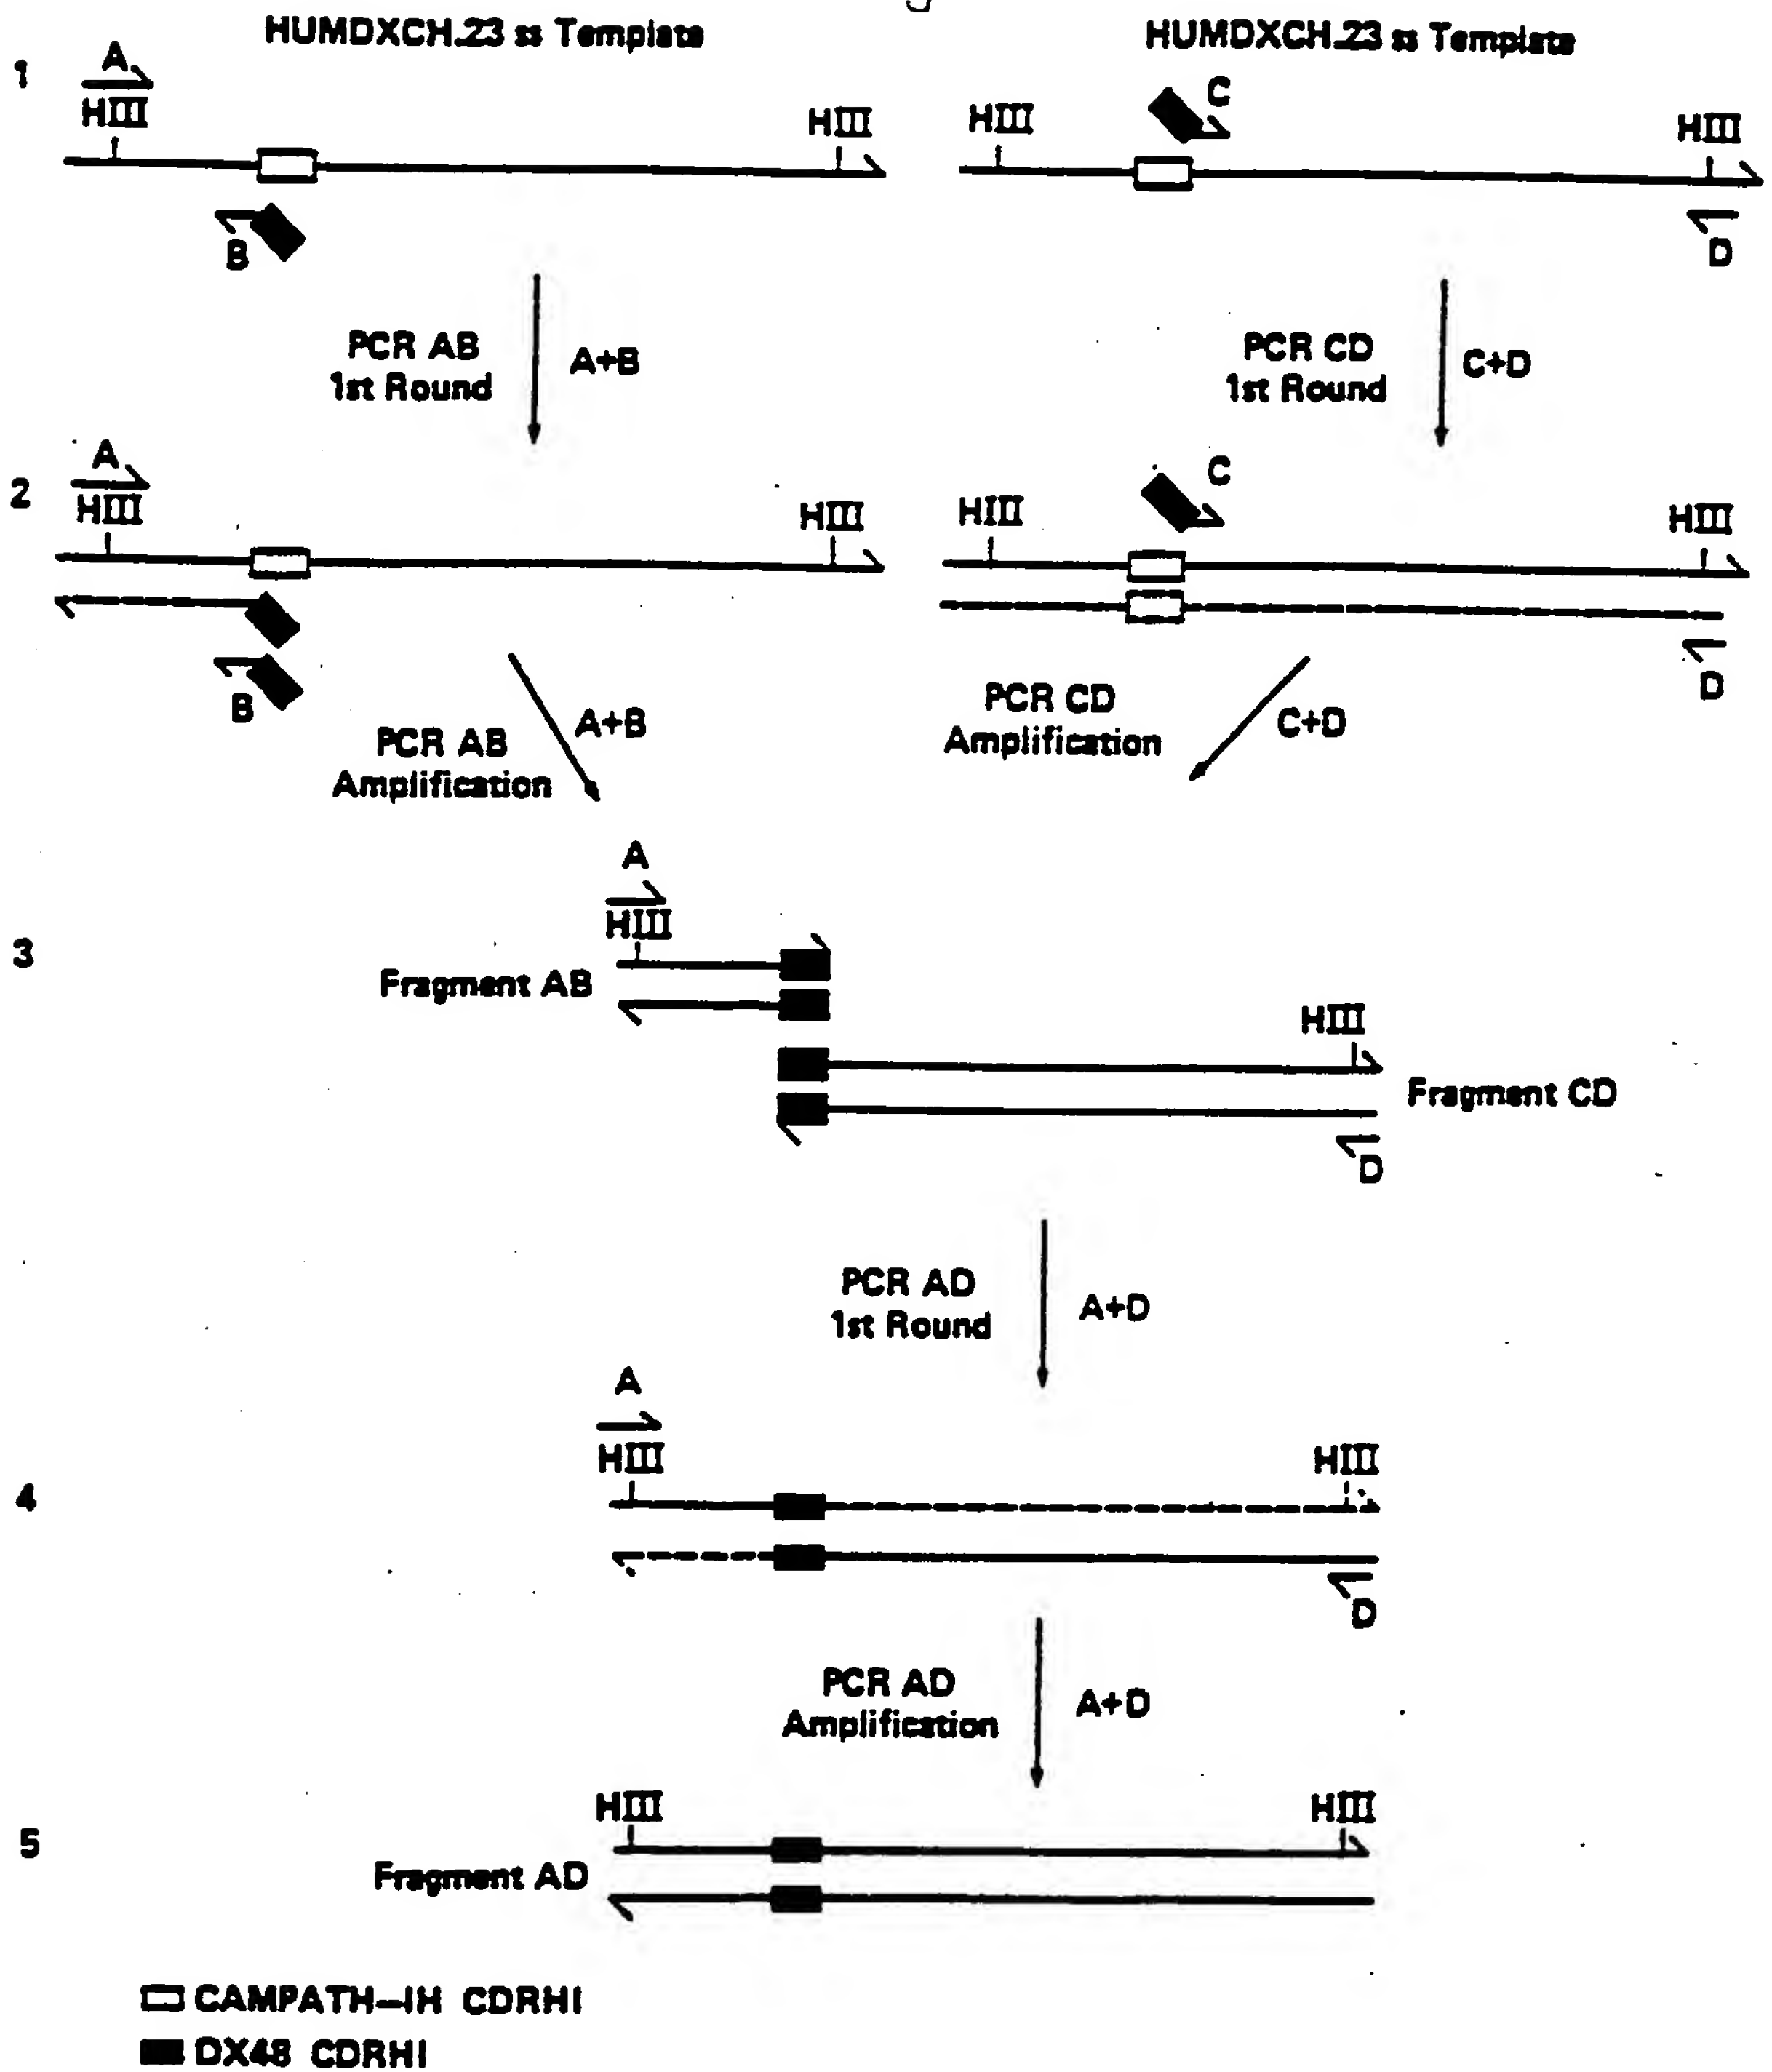 HUMDXCH.23 ss Template
HUMDXCH.23 ss Template
1
A
HIII
HIII
B
HIII
C
HIII
D
PCR AB
1st Round
A+B
PCR CD
1st Round
C+D
2
A
HIII
HIII
B
HIII
C
HIII
D
PCR AB
Amplification
A+B
PCR CD
Amplification
C+D
3
A
HIII
Fragment AB
HIII
Fragment CD
D
PCR AD
1st Round
A+D
4
A
HIII
HIII
D
PCR AD
Amplification
A+D
5
HIII
HIII
Fragment AD
CAMPATH-IH CDRHI
DX48 CDRHI